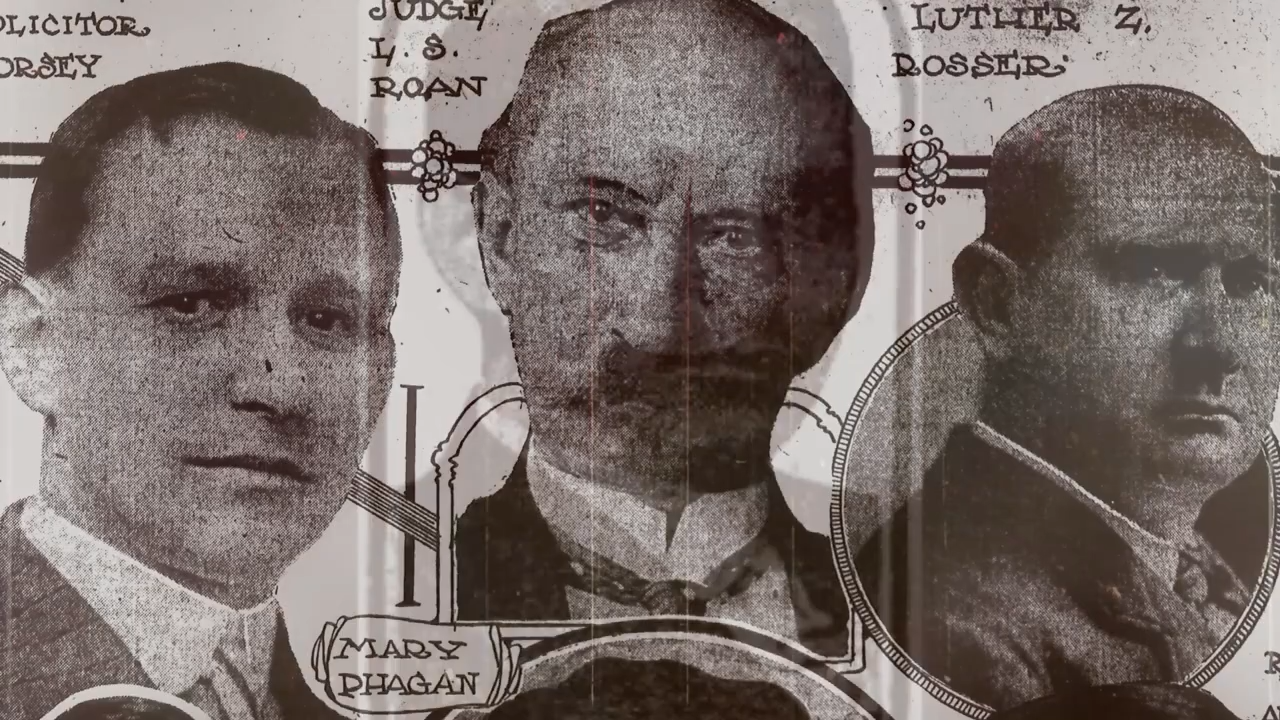 OLICITOR
ORSEY
JUDGE
L. S.
ROAN
LUTHER Z.
ROSSER
MARY
PHAGAN